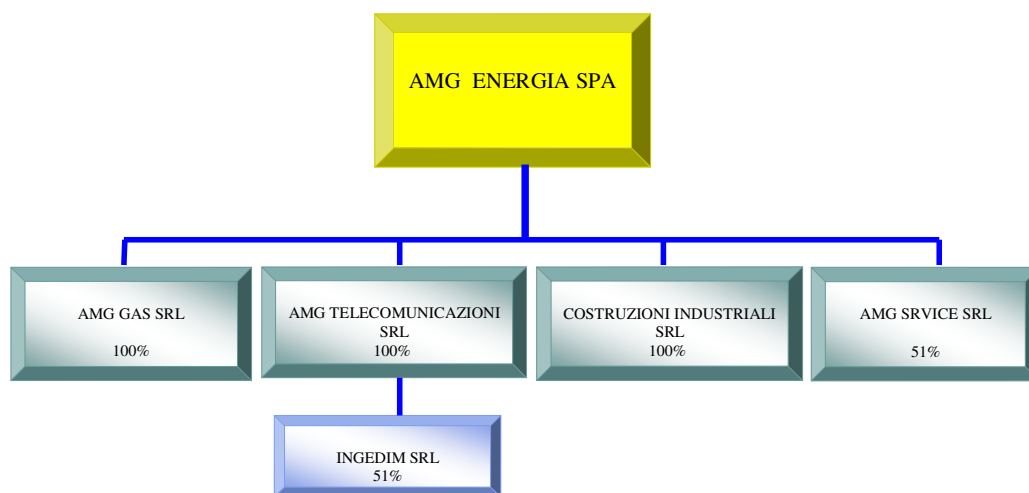 AMG ENERGIA SPA
AMG GAS SRL
100%
AMG TELECOMUNICAZIONI
SRL
100%
COSTRUZIONI INDUSTRIALI
SRL
100%
AMG SRVICE SRL
51%
INGEDIM SRL
51%